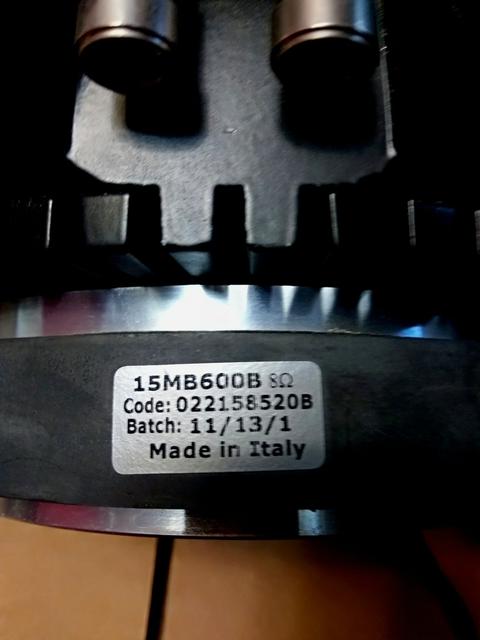 15MB600B 8Ω
Code: 022158520B
Batch: 11/13/1
Made in Italy